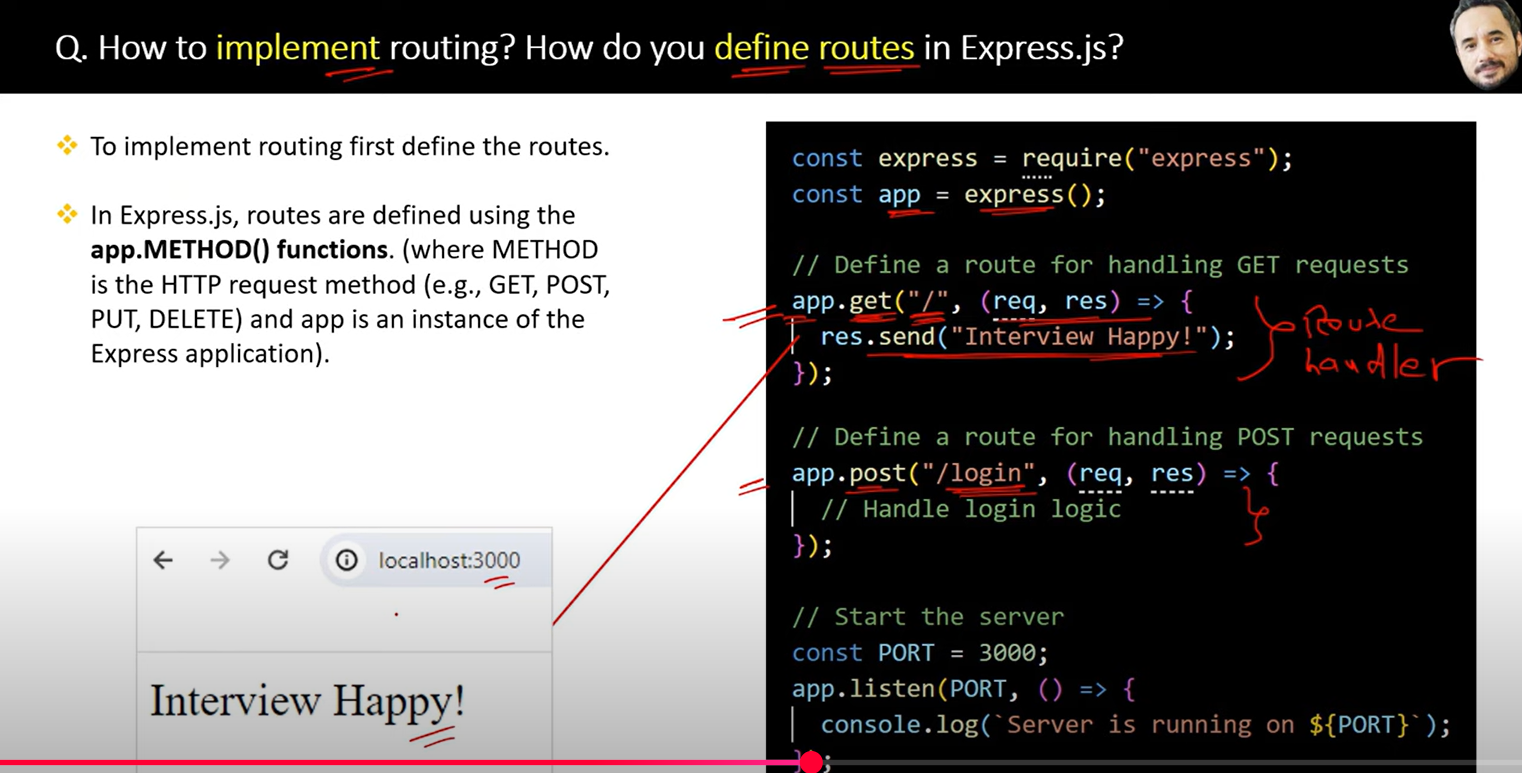 Q. How to implement routing? How do you define routes in Express.js?
To implement routing first define the routes.
In Express.js, routes are defined using the
app.METHOD() functions. (where METHOD
is the HTTP request method (e.g., GET, POST,
PUT, DELETE) and app is an instance of the
Express application).
localhost:3000
Interview Happy!
const express = require("express");
const app = express();
// Define a route for handling GET requests
app.get("/", (req, res) => {
res.send("Interview Happy!");
});
Route
handler
// Define a route for handling POST requests
app.post("/login", (req, res) => {
// Handle login logic
});
// Start the server
const PORT = 3000;
app.listen(PORT, () => {
console.log(`Server is running on ${PORT}`);
});